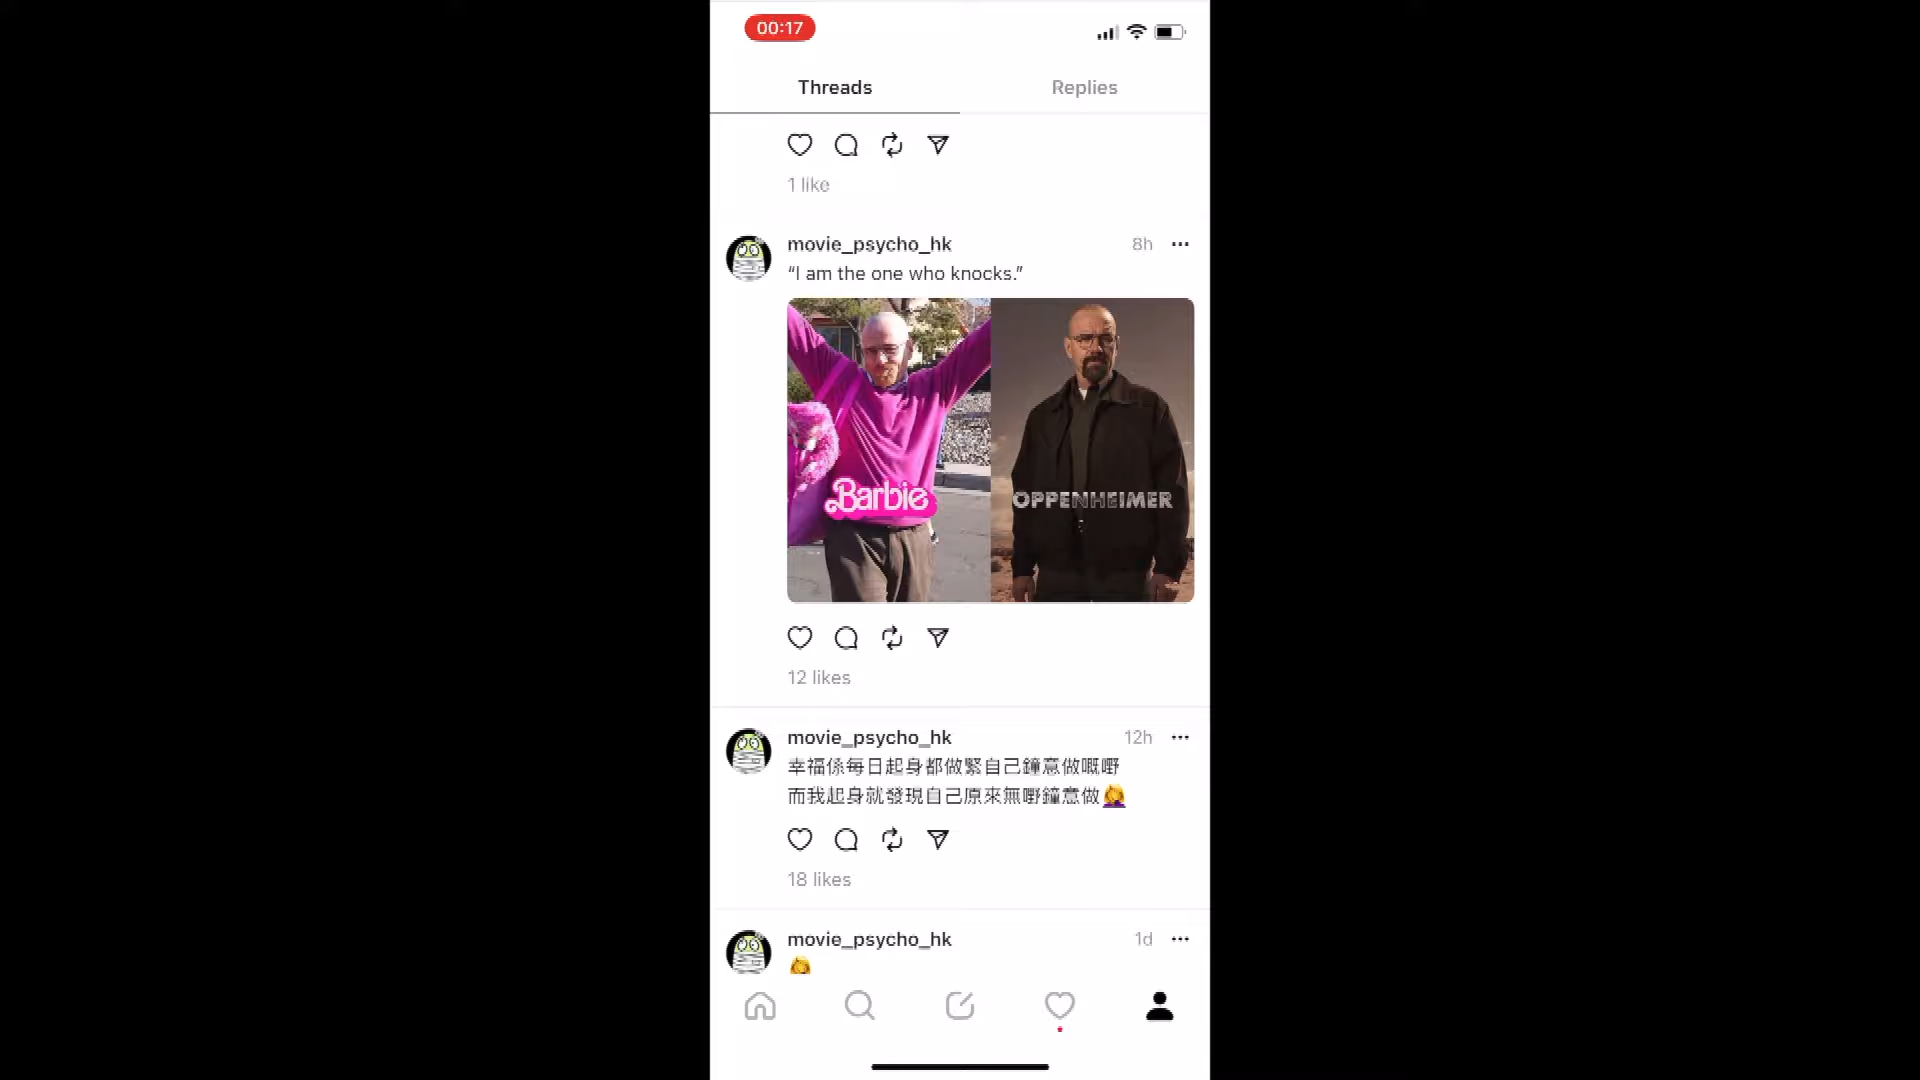 00:17
Threads
Replies
1 like
movie_psycho_hk
8h
“I am the one who knocks.”
Barbie
OPPENHEIMER
12 likes
movie_psycho_hk
12h
幸福係每日起身都做緊自己鐘意做嘅嘢
而我起身就發現自己原來無嘢鐘意做🤦‍♀️
18 likes
movie_psycho_hk
1d